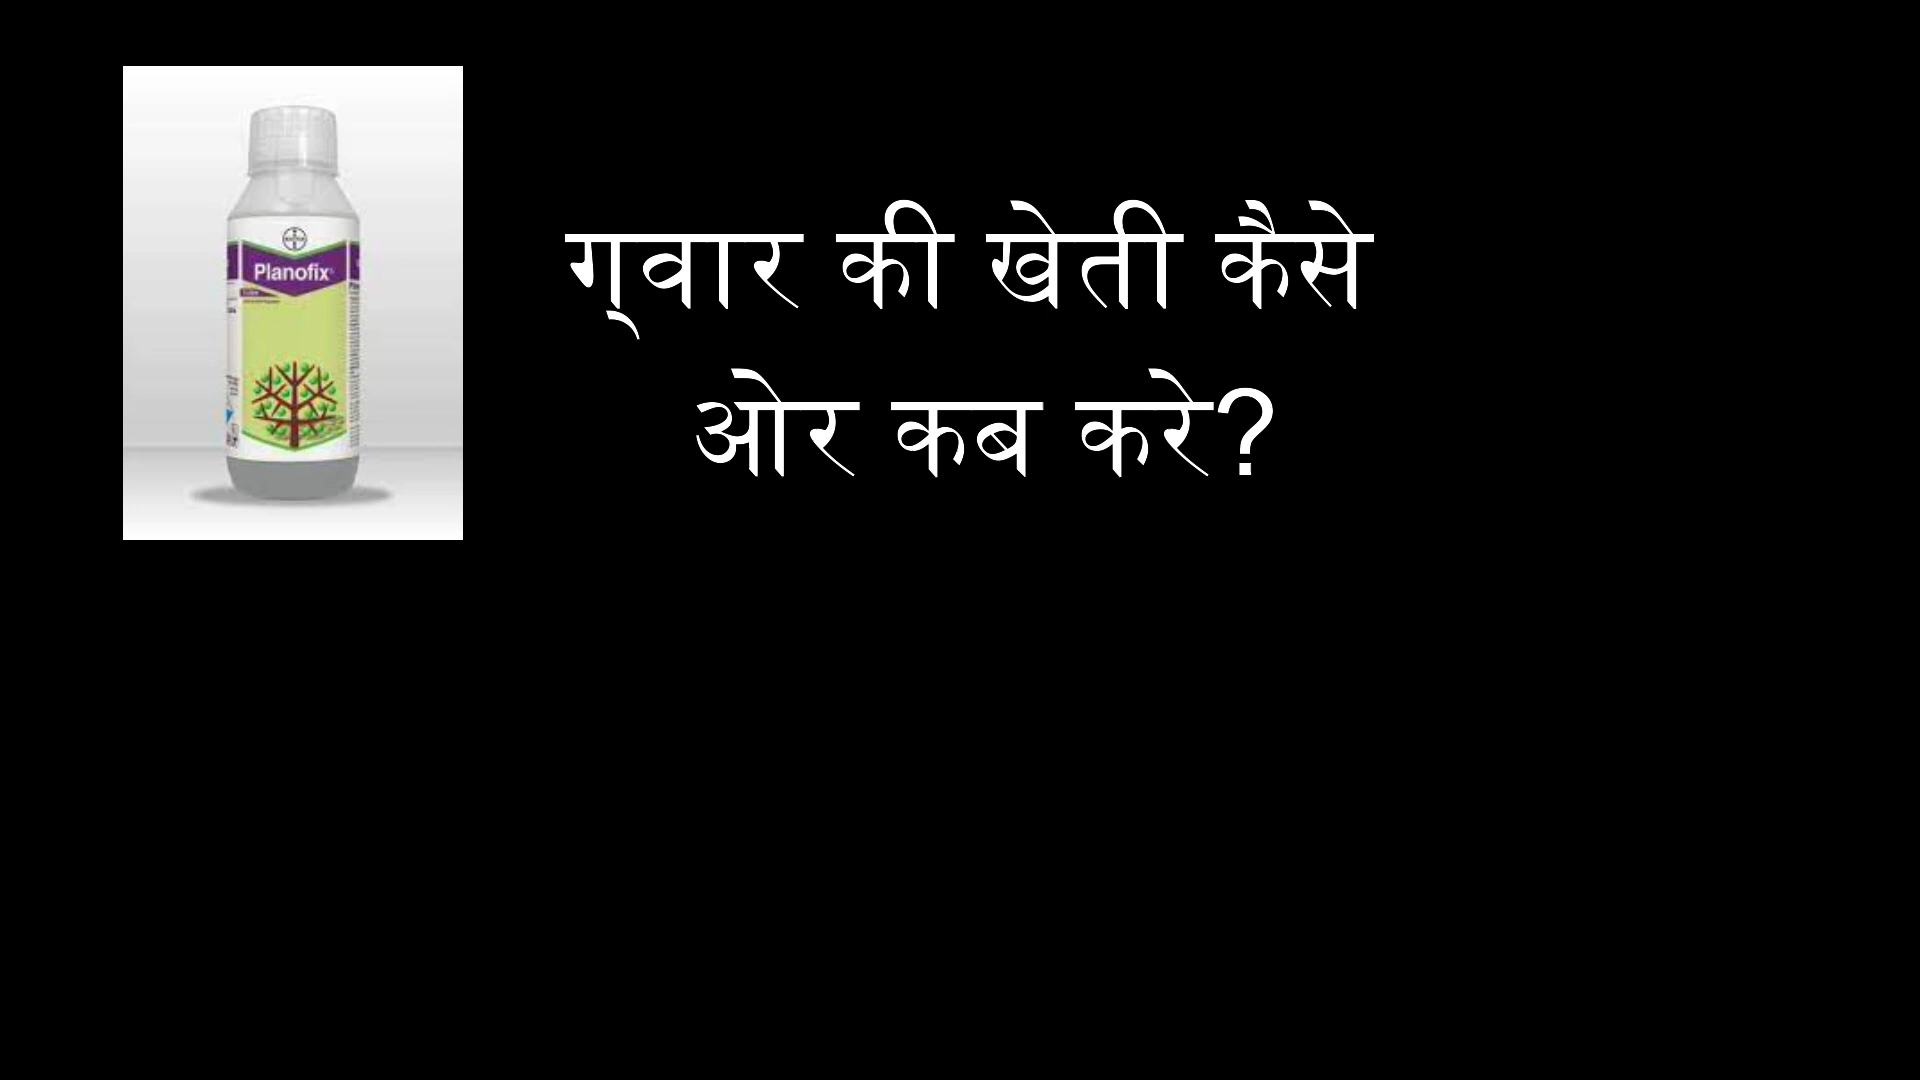 Planofix
ग्‌वार की खेती कैसे
ओर कब करे?